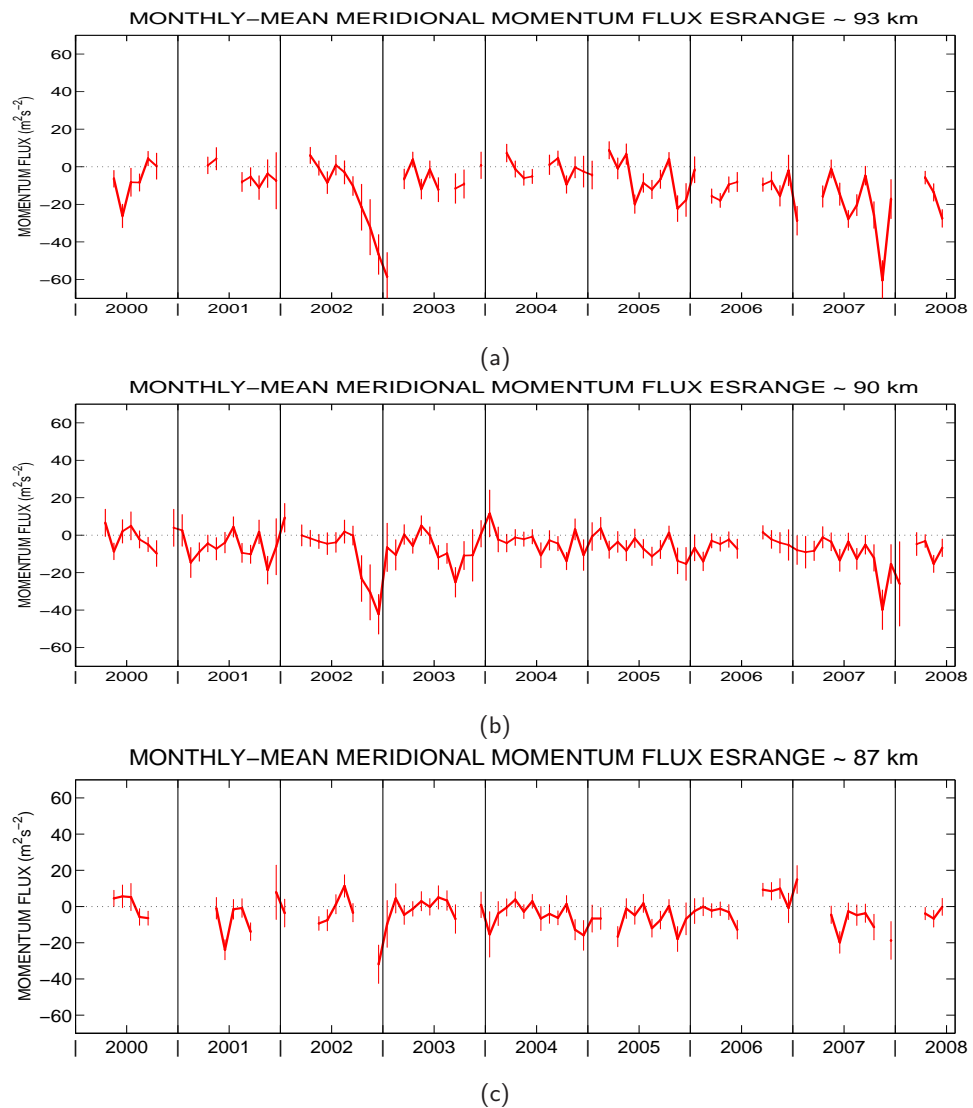 MONTHLY−MEAN MERIDIONAL MOMENTUM FLUX ESRANGE ~ 93 km
MOMENTUM FLUX (m²s⁻²)
60
40
20
0
−20
−40
−60
2000 2001 2002 2003 2004 2005 2006 2007 2008
(a)
MONTHLY−MEAN MERIDIONAL MOMENTUM FLUX ESRANGE ~ 90 km
MOMENTUM FLUX (m²s⁻²)
60
40
20
0
−20
−40
−60
2000 2001 2002 2003 2004 2005 2006 2007 2008
(b)
MONTHLY−MEAN MERIDIONAL MOMENTUM FLUX ESRANGE ~ 87 km
MOMENTUM FLUX (m²s⁻²)
60
40
20
0
−20
−40
−60
2000 2001 2002 2003 2004 2005 2006 2007 2008
(c)